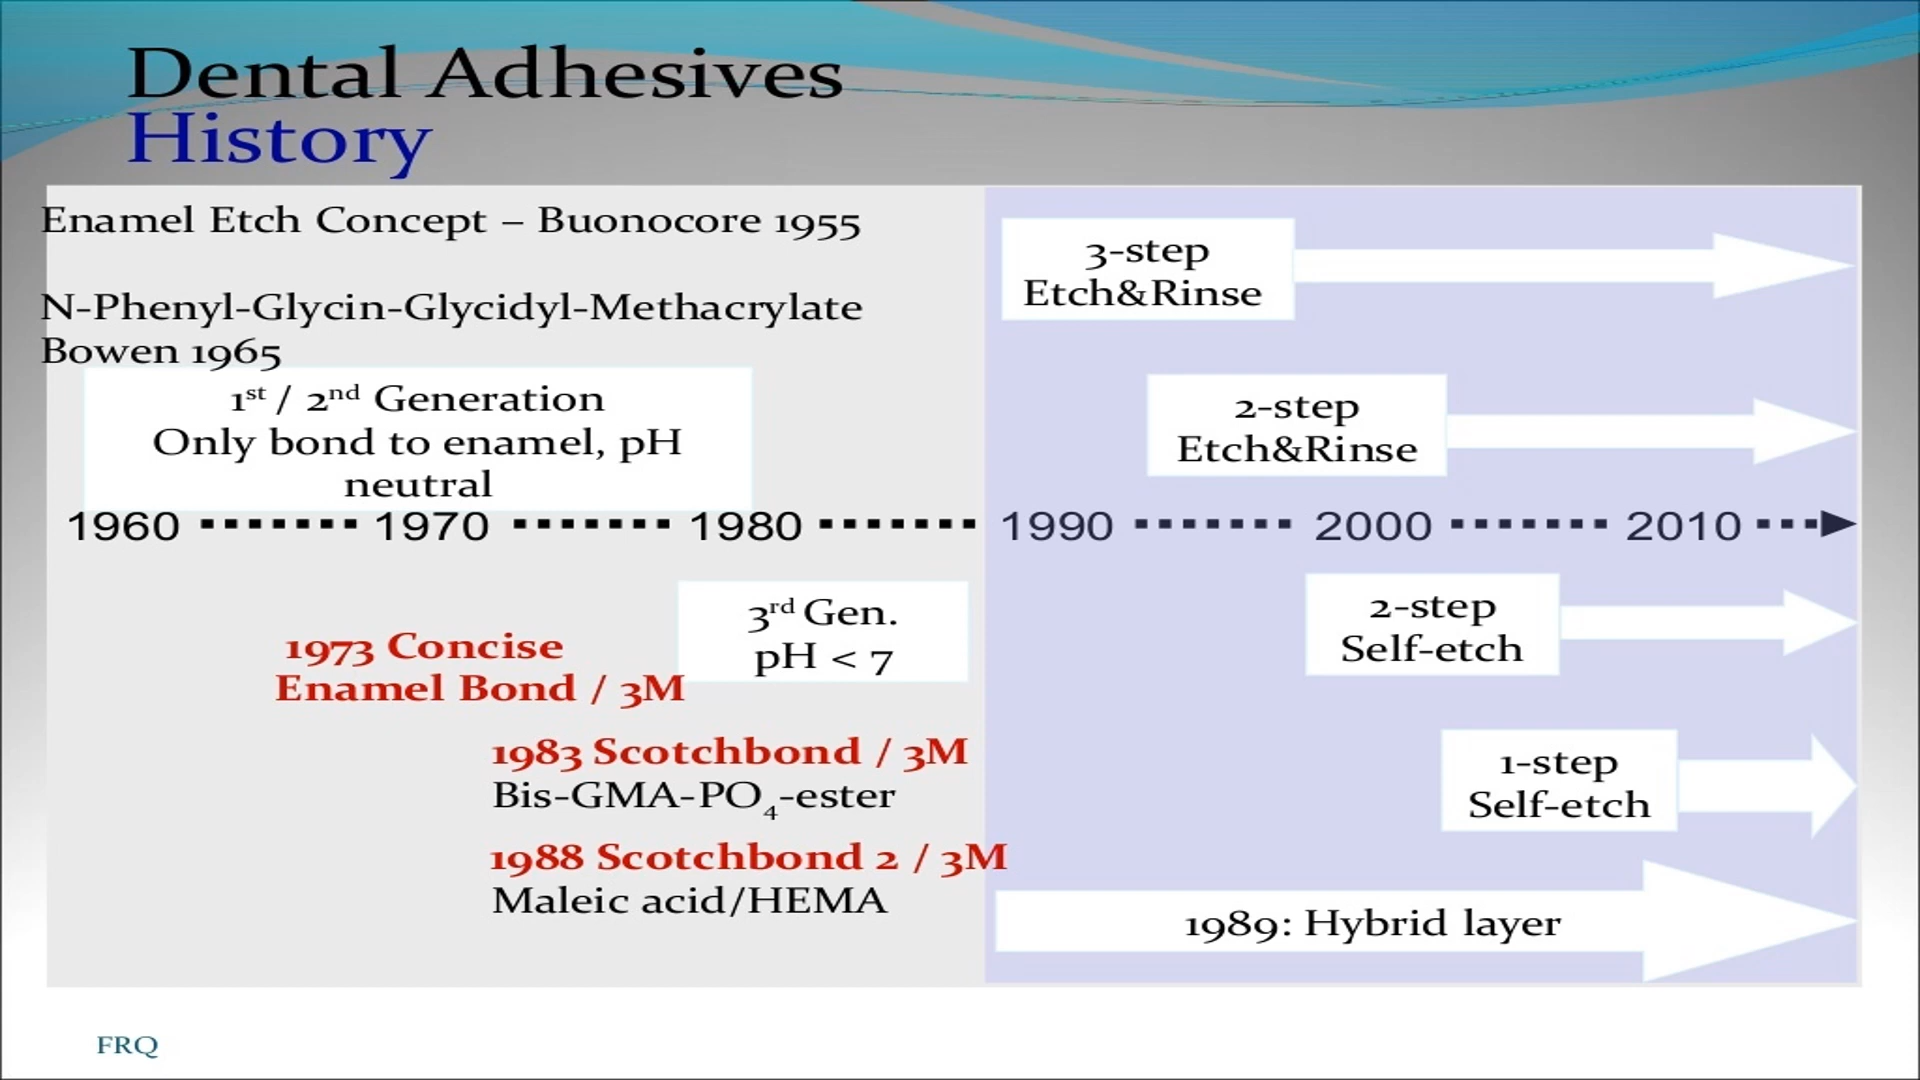 Dental Adhesives
History
Enamel Etch Concept – Buonocore 1955
N-Phenyl-Glycin-Glycidyl-Methacrylate
Bowen 1965
1st / 2nd Generation
Only bond to enamel, pH
neutral
3-step
Etch&Rinse
2-step
Etch&Rinse
1960 1970 1980 1990 2000 2010
3rd Gen.
pH < 7
1973 Concise
Enamel Bond / 3M
1983 Scotchbond / 3M
Bis-GMA-PO4-ester
1988 Scotchbond 2 / 3M
Maleic acid/HEMA
2-step
Self-etch
1-step
Self-etch
1989: Hybrid layer
FRQ